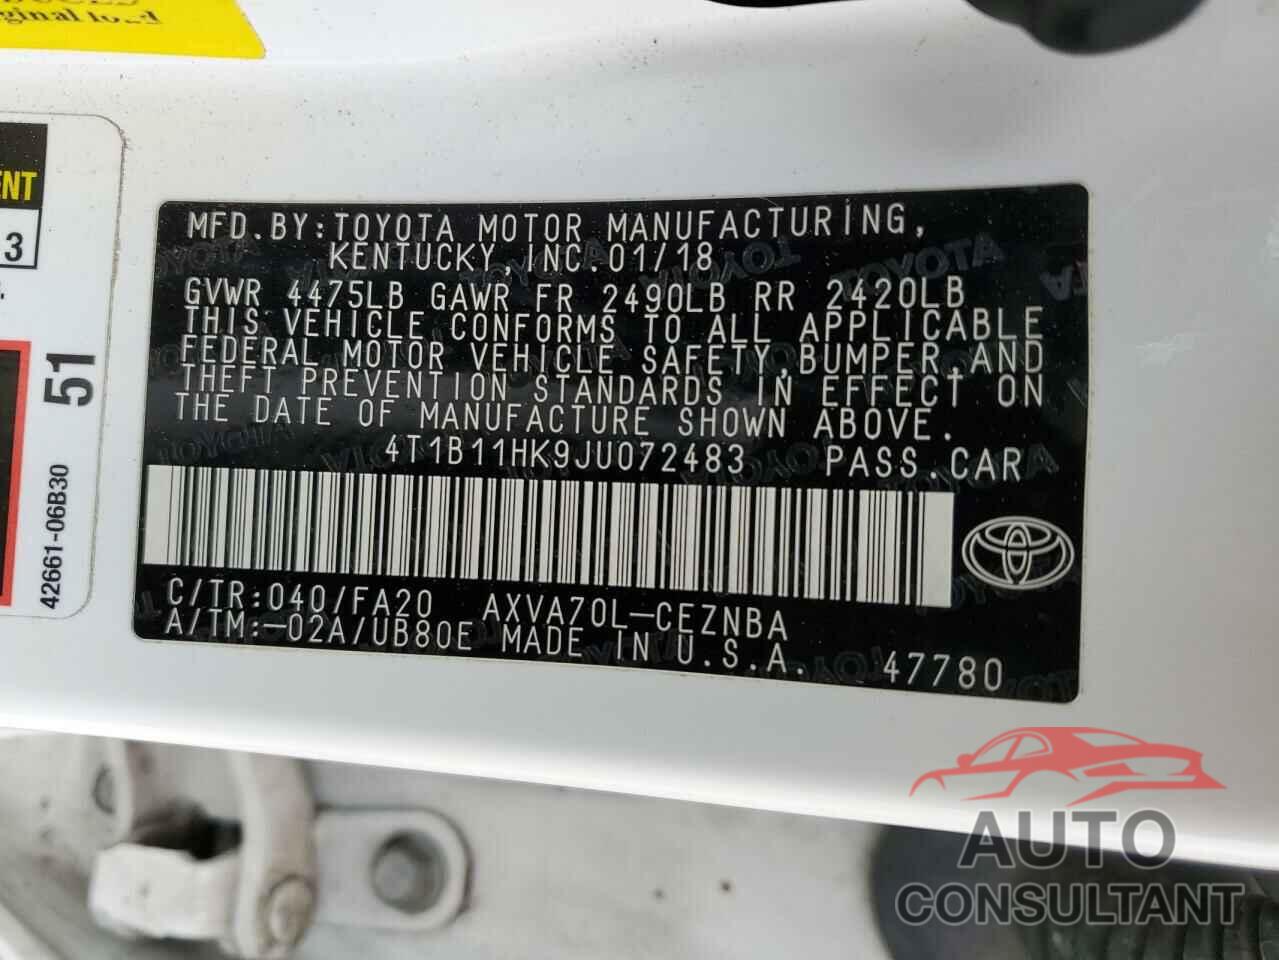 original load
ENT
3
51
42661-06B30
MFD.BY:TOYOTA MOTOR MANUFACTURING,
KENTUCKY,INC.01/18
GVWR 4475LB GAWR FR 2490LB RR 2420LB
THIS VEHICLE CONFORMS TO ALL APPLICABLE
FEDERAL MOTOR VEHICLE SAFETY,BUMPER,AND
THEFT PREVENTION STANDARDS IN EFFECT ON
THE DATE OF MANUFACTURE SHOWN ABOVE.
4T1B11HK9JU072483 PASS.CAR
C/TR:040/FA20 AXVA70L-CEZNBA
A/TM:-02A/UB80E MADE IN U.S.A. 47780
AUTO
CONSULTANT